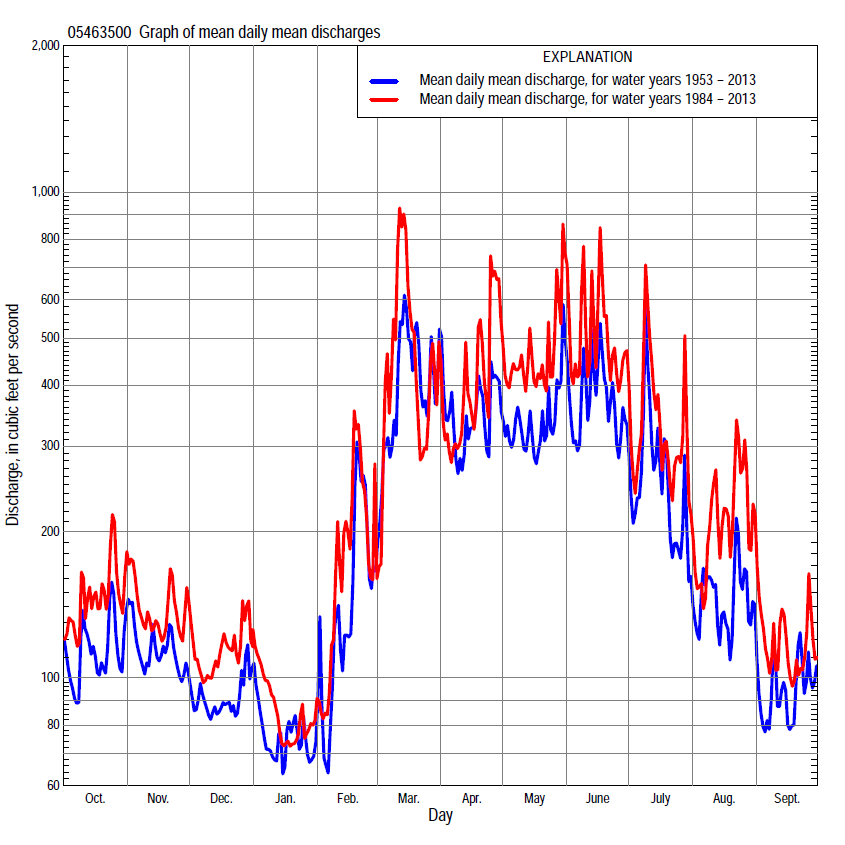 05463500 Graph of mean daily mean discharges
EXPLANATION
Mean daily mean discharge, for water years 1953 – 2013
Mean daily mean discharge, for water years 1984 – 2013
Discharge, in cubic feet per second
2,000
1,000
800
600
500
400
300
200
100
80
60
Oct. Nov. Dec. Jan. Feb. Mar. Apr. May June July Aug. Sept.
Day